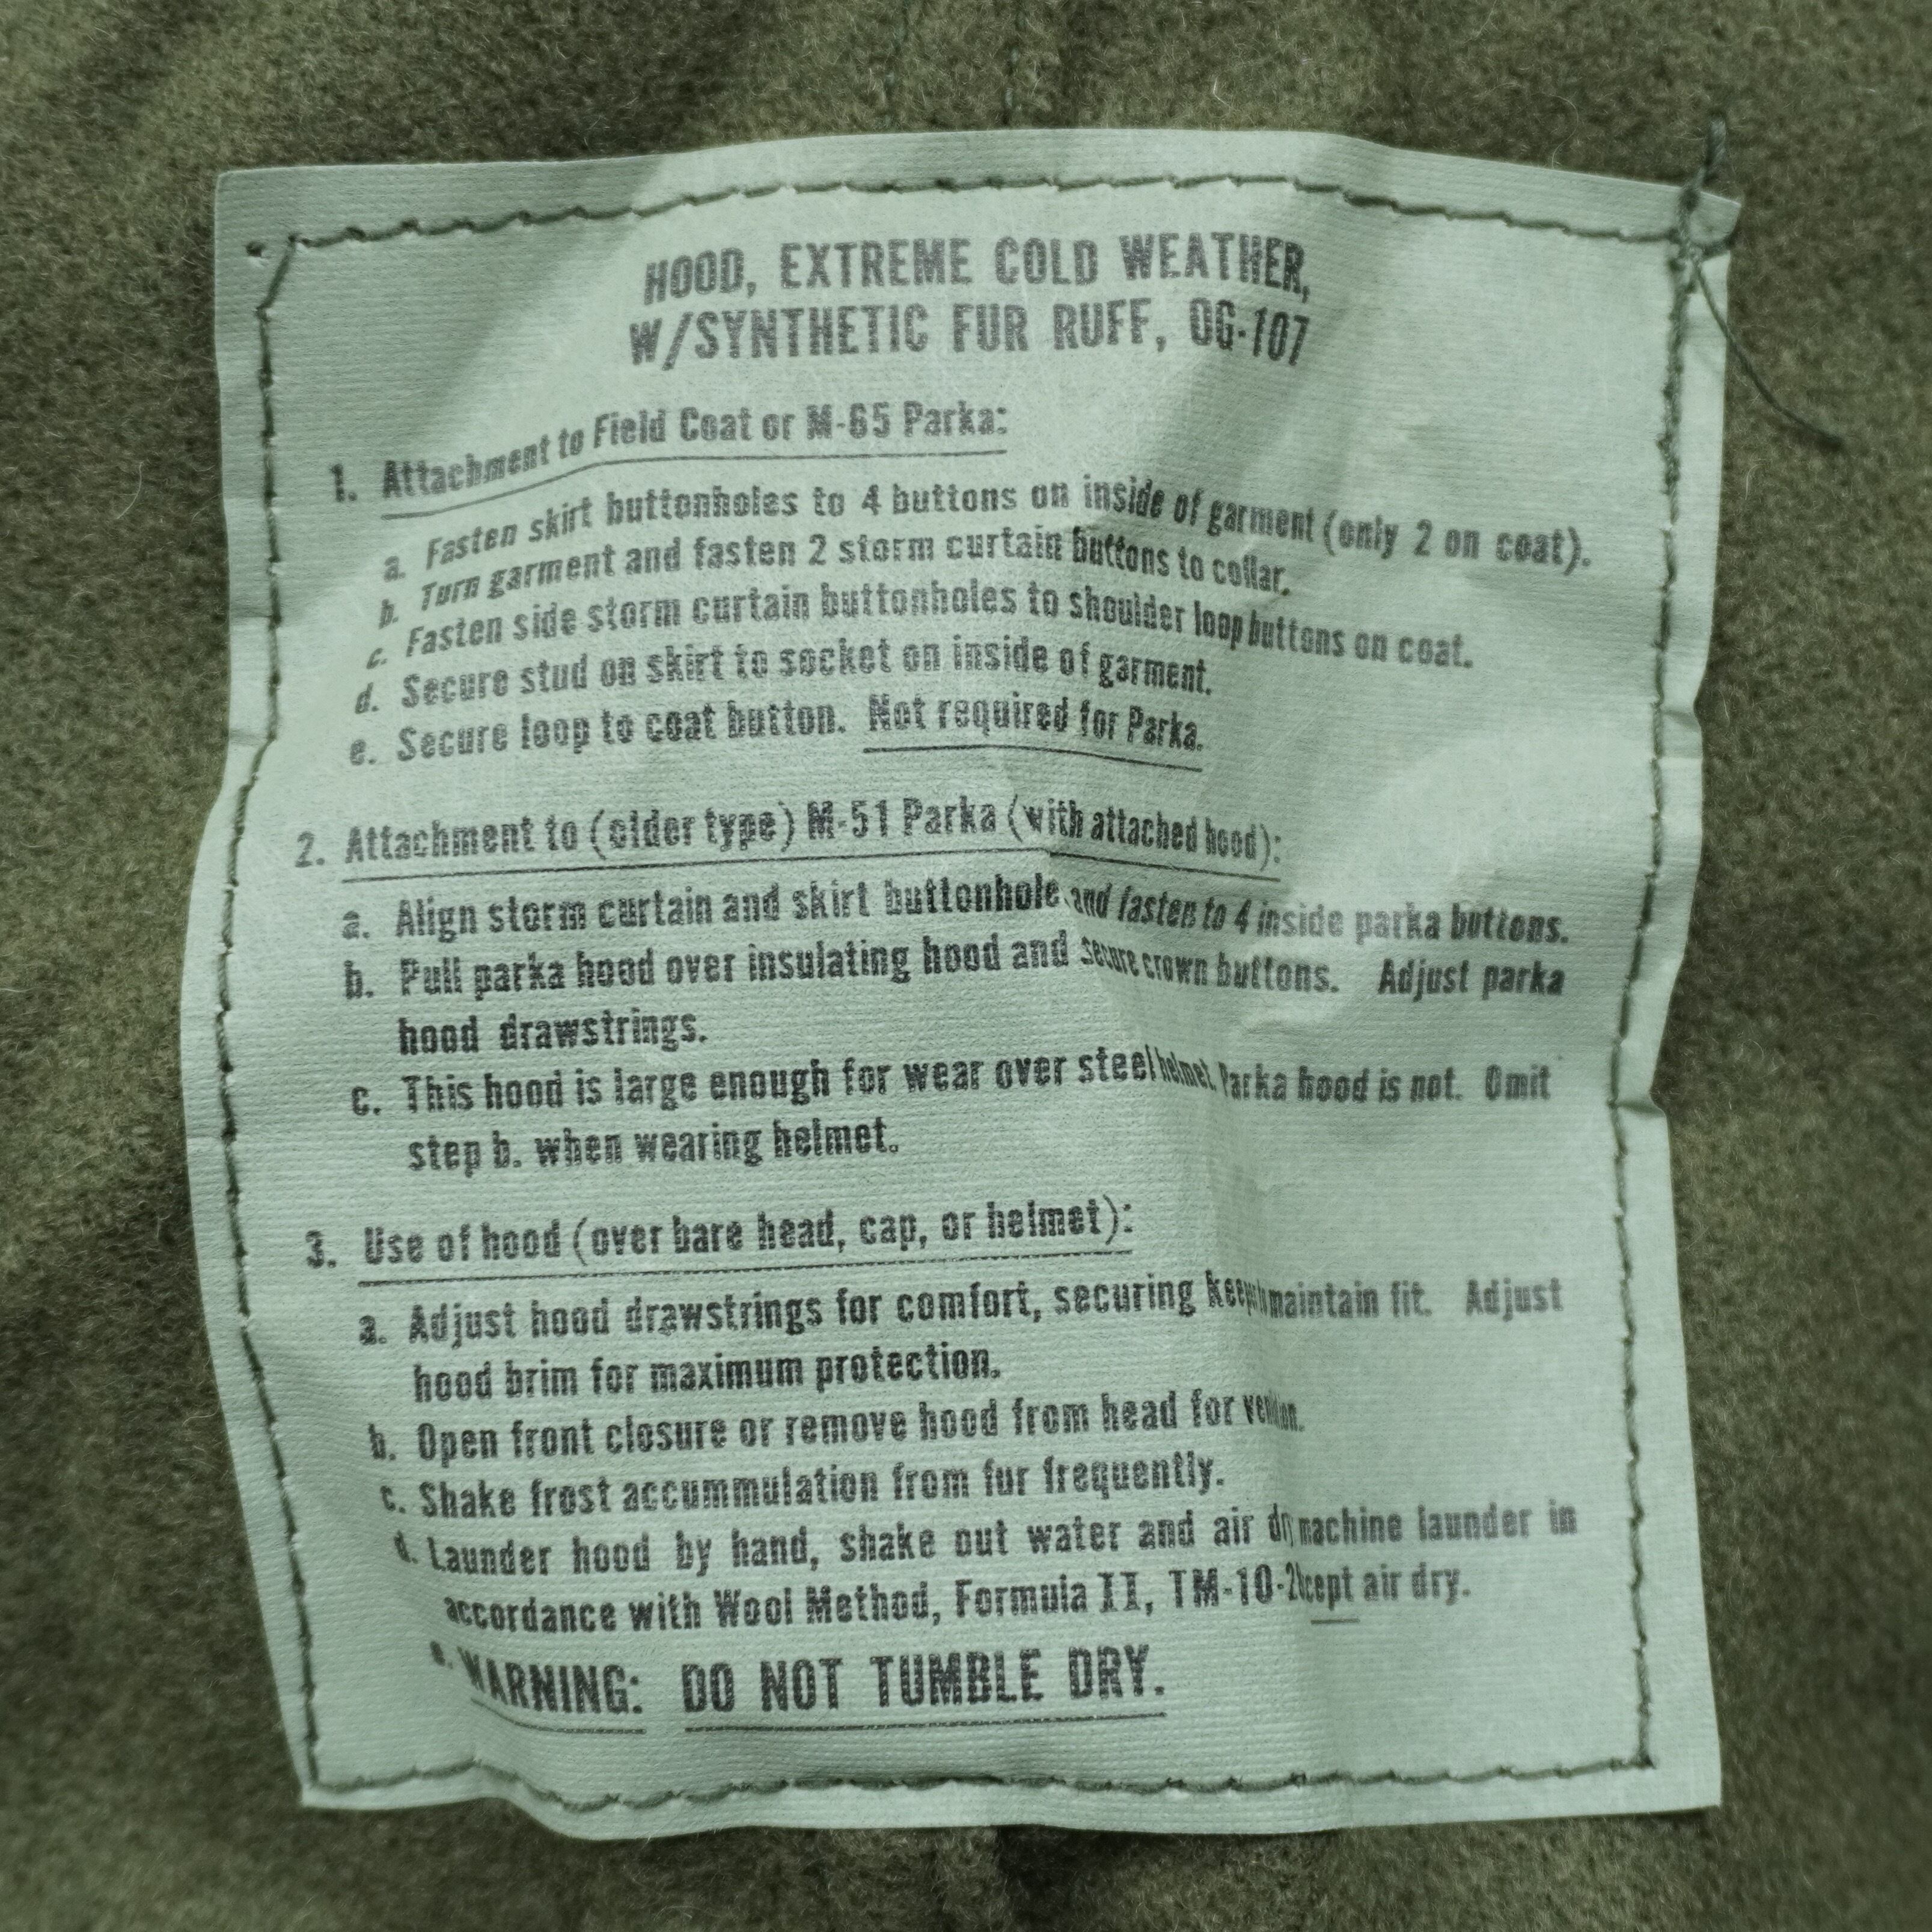 HOOD, EXTREME COLD WEATHER,
W/SYNTHETIC FUR RUFF, OG-107
1. Attachment to Field Coat or M-65 Parka:
a. Fasten skirt buttonholes to 4 buttons on inside of garment (only 2 on coat).
b. Turn garment and fasten 2 storm curtain buttons to collar.
c. Fasten side storm curtain buttonholes to shoulder loop buttons on coat.
d. Secure stud on skirt to socket on inside of garment.
e. Secure loop to coat button. Not required for Parka.
2. Attachment to (older type) M-51 Parka (with attached hood):
a. Align storm curtain and skirt buttonhole and fasten to 4 inside parka buttons.
b. Pull parka hood over insulating hood and secure crown buttons. Adjust parka
hood drawstrings.
c. This hood is large enough for wear over steel helmet. Parka hood is not. Omit
step b. when wearing helmet.
3. Use of hood (over bare head, cap, or helmet):
a. Adjust hood drawstrings for comfort, securing maintain fit. Adjust
hood brim for maximum protection.
b. Open front closure or remove hood from head for
c. Shake frost accummulation from fur frequently.
d. Launder hood by hand, shake out water and air machine launder in
accordance with Wool Method, Formula II, air dry.
e. WARNING: DO NOT TUMBLE DRY.